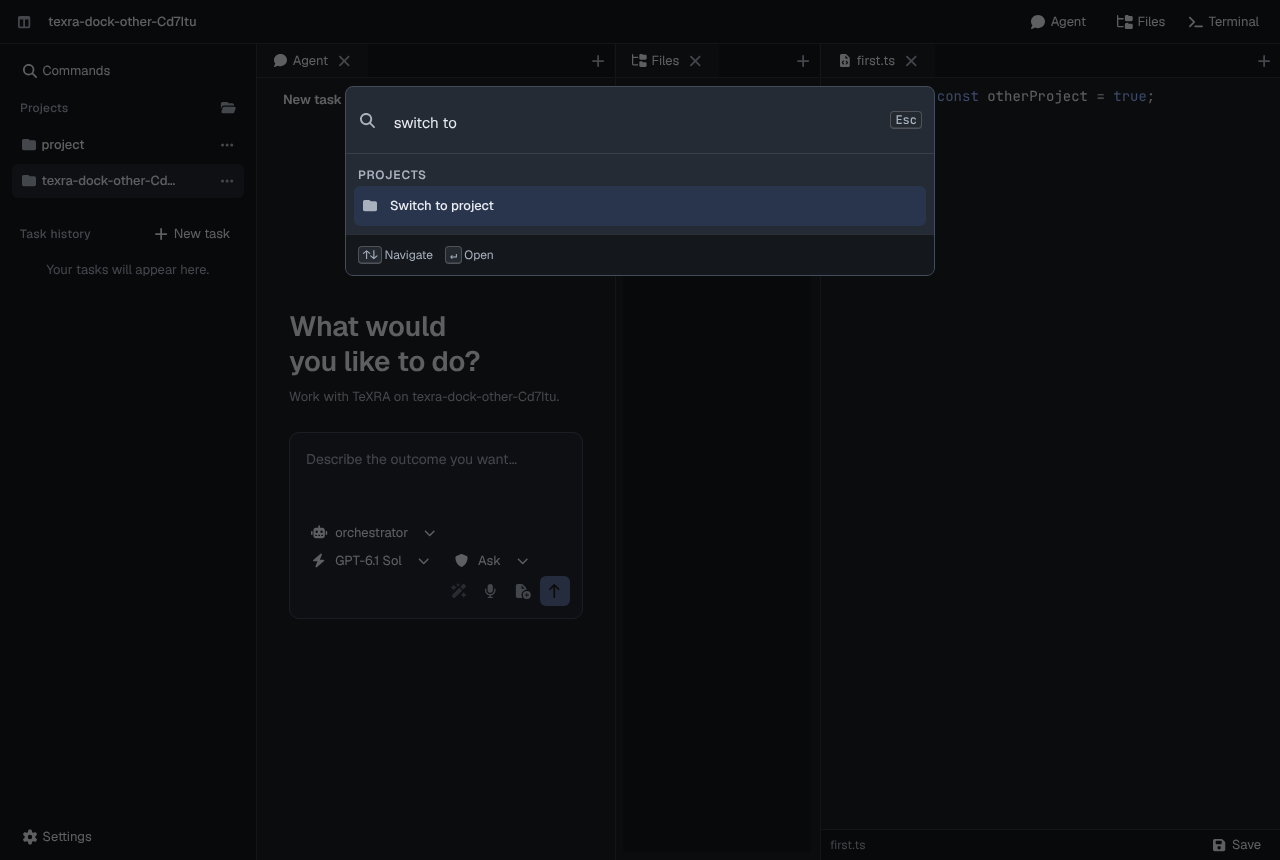 texra-dock-other-Cd7Itu
Agent
Files
Terminal
Commands
Projects
project
texra-dock-other-Cd...
Task history
New task
Your tasks will appear here.
Settings
Agent
Files
first.ts
New task
const otherProject = true;
switch to
Esc
PROJECTS
Switch to project
Navigate
Open
What would
you like to do?
Work with TeXRA on texra-dock-other-Cd7Itu.
Describe the outcome you want...
orchestrator
GPT-6.1 Sol
Ask
first.ts
Save